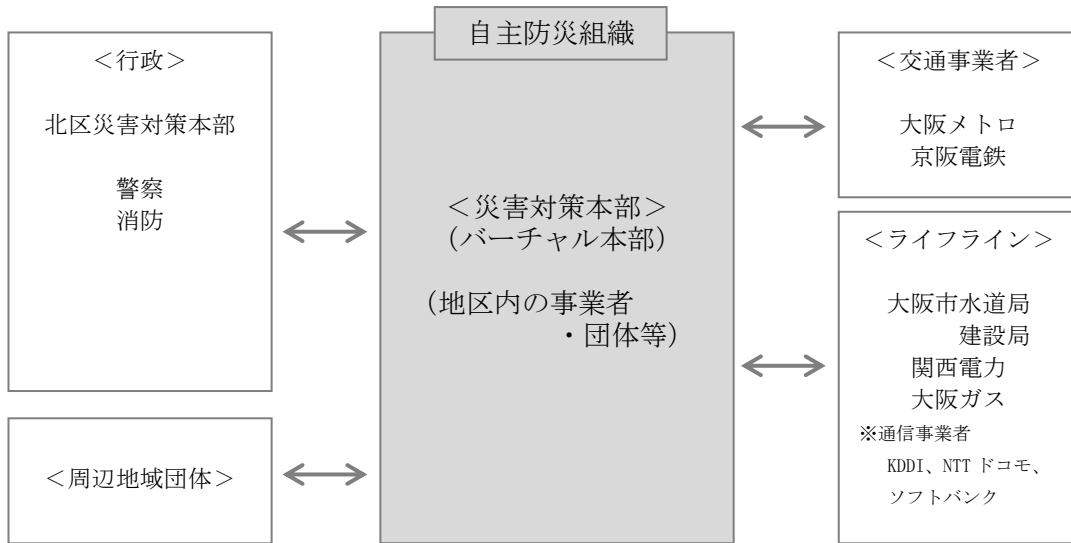 ＜行政＞
北区災害対策本部
警察
消防
＜周辺地域団体＞
自主防災組織
＜災害対策本部＞
（バーチャル本部）
（地区内の事業者
・団体等）
＜交通事業者＞
大阪メトロ
京阪電鉄
＜ライフライン＞
大阪市水道局
建設局
関西電力
大阪ガス
※通信事業者
KDDI、NTT ドコモ、
ソフトバンク